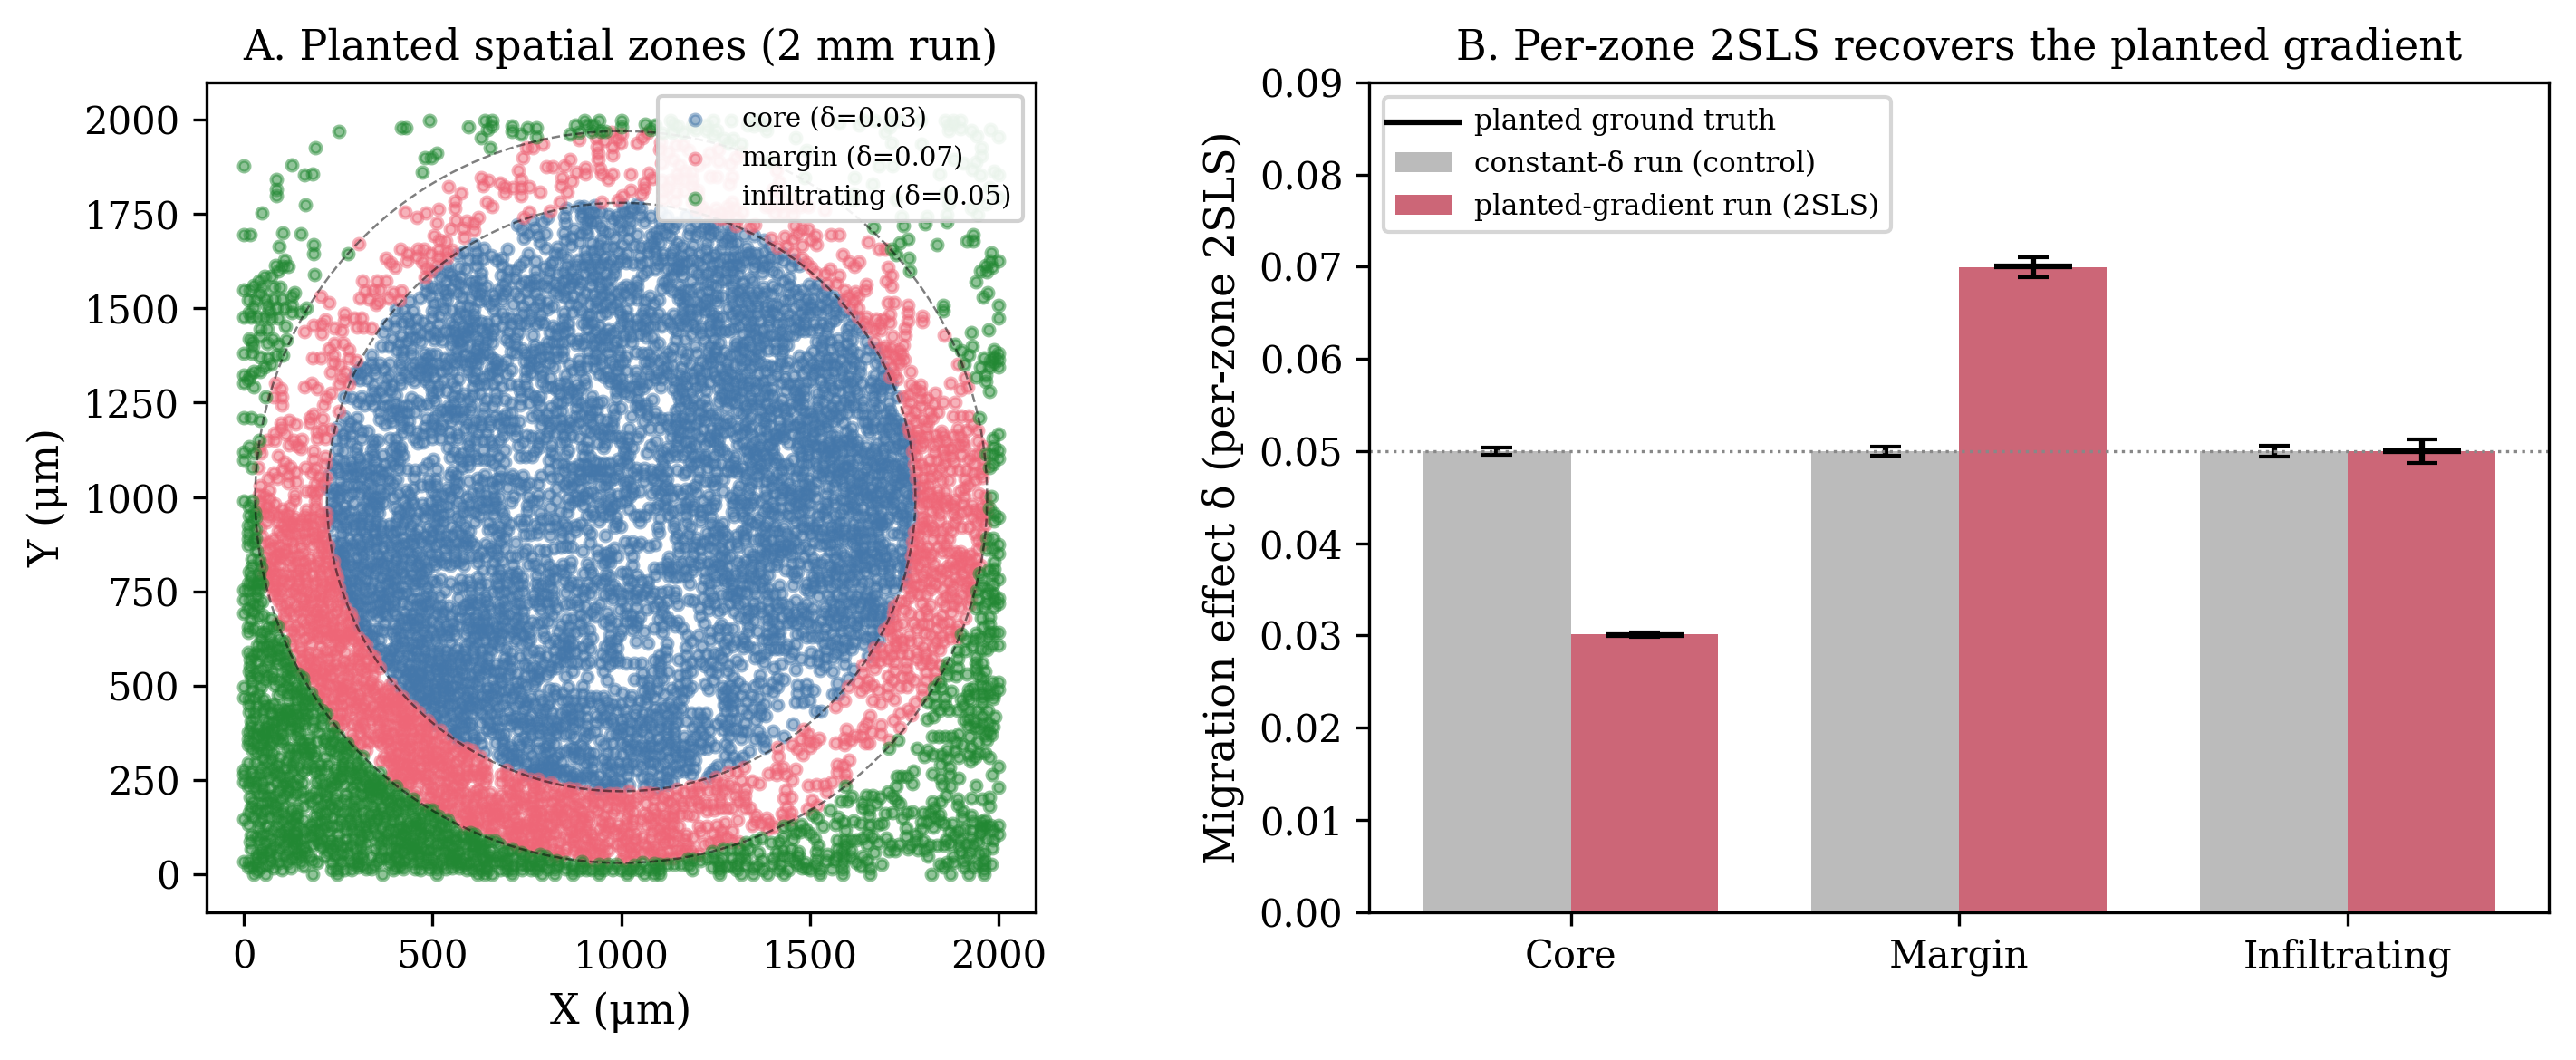 A. Planted spatial zones (2 mm run)
core (δ=0.03)
margin (δ=0.07)
infiltrating (δ=0.05)
Y (μm)
2000
1750
1500
1250
1000
750
500
250
0
0
500
1000
1500
2000
X (μm)
B. Per-zone 2SLS recovers the planted gradient
planted ground truth
constant-δ run (control)
planted-gradient run (2SLS)
Migration effect δ (per-zone 2SLS)
0.09
0.08
0.07
0.06
0.05
0.04
0.03
0.02
0.01
0.00
Core
Margin
Infiltrating